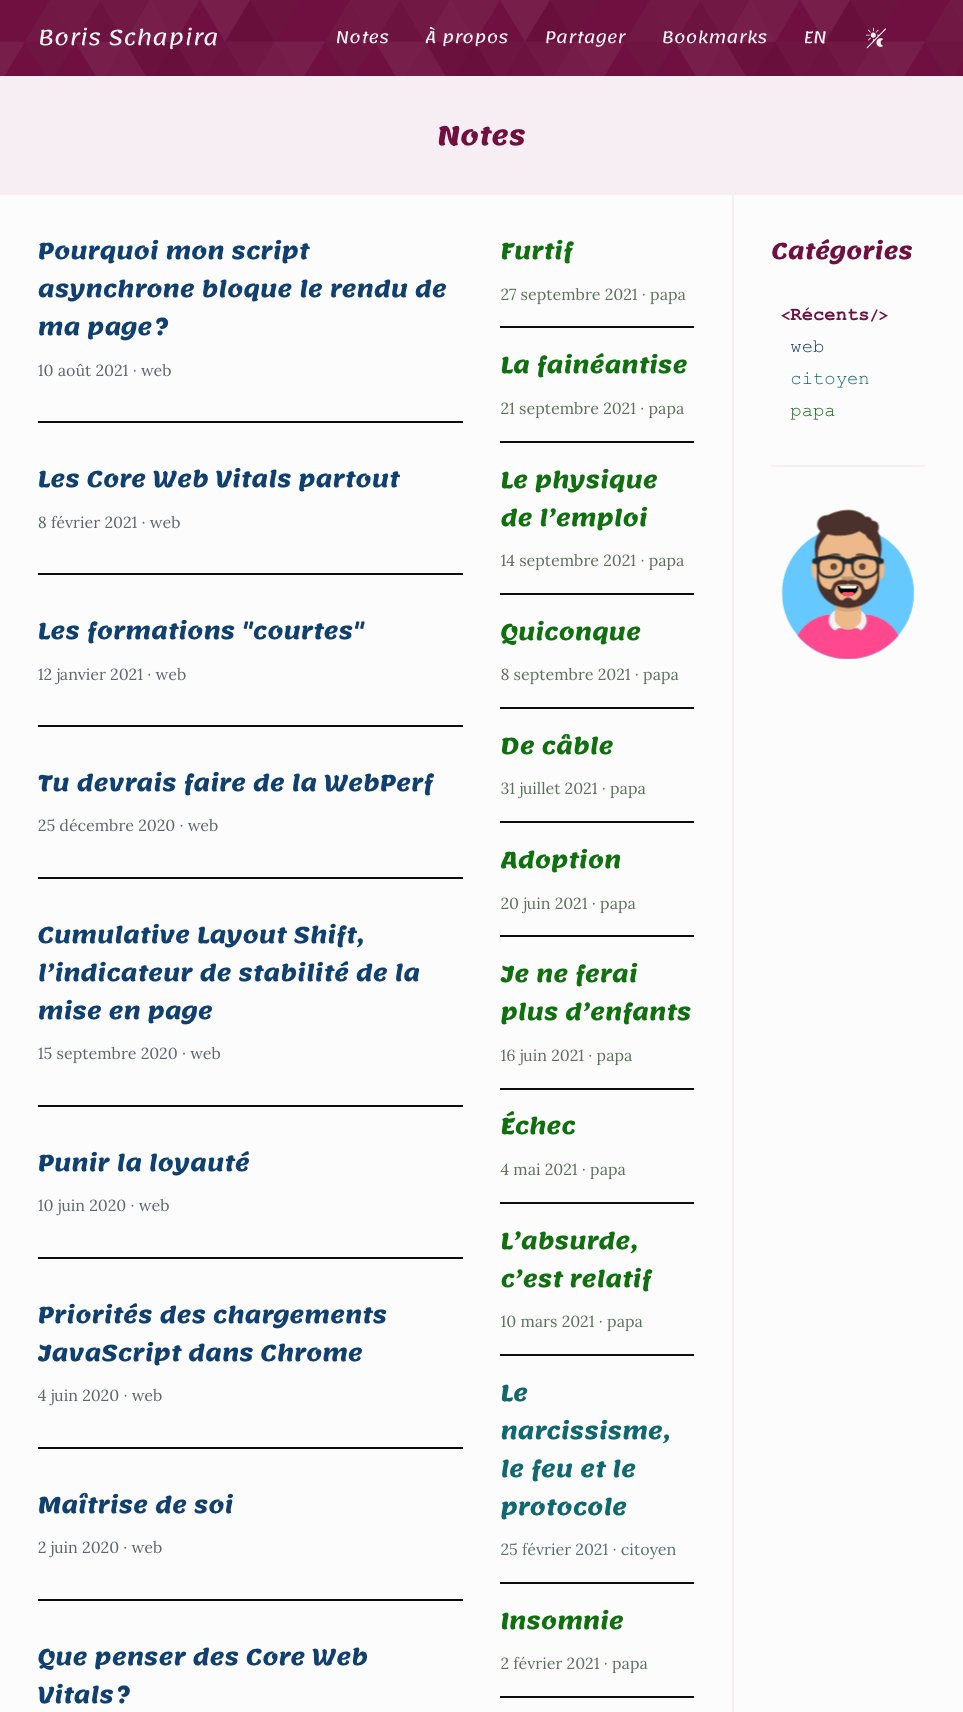 Boris Schapira
Notes
À propos
Partager
Bookmarks
EN
Notes
Pourquoi mon script
asynchrone bloque le rendu de
ma page?
10 août 2021 · web
Les Core Web Vitals partout
8 février 2021 · web
Les formations "courtes"
12 janvier 2021 · web
Tu devrais faire de la WebPerf
25 décembre 2020 · web
Cumulative Layout Shift,
l’indicateur de stabilité de la
mise en page
15 septembre 2020 · web
Punir la loyauté
10 juin 2020 · web
Priorités des chargements
JavaScript dans Chrome
4 juin 2020 · web
Maîtrise de soi
2 juin 2020 · web
Que penser des Core Web
Vitals?
Furtif
27 septembre 2021 · papa
La fainéantise
21 septembre 2021 · papa
Le physique
de l’emploi
14 septembre 2021 · papa
Quiconque
8 septembre 2021 · papa
De câble
31 juillet 2021 · papa
Adoption
20 juin 2021 · papa
Je ne ferai
plus d’enfants
16 juin 2021 · papa
Échec
4 mai 2021 · papa
L’absurde,
c’est relatif
10 mars 2021 · papa
Le
narcissisme,
le feu et le
protocole
25 février 2021 · citoyen
Insomnie
2 février 2021 · papa
Catégories
<Récents/>
web
citoyen
papa